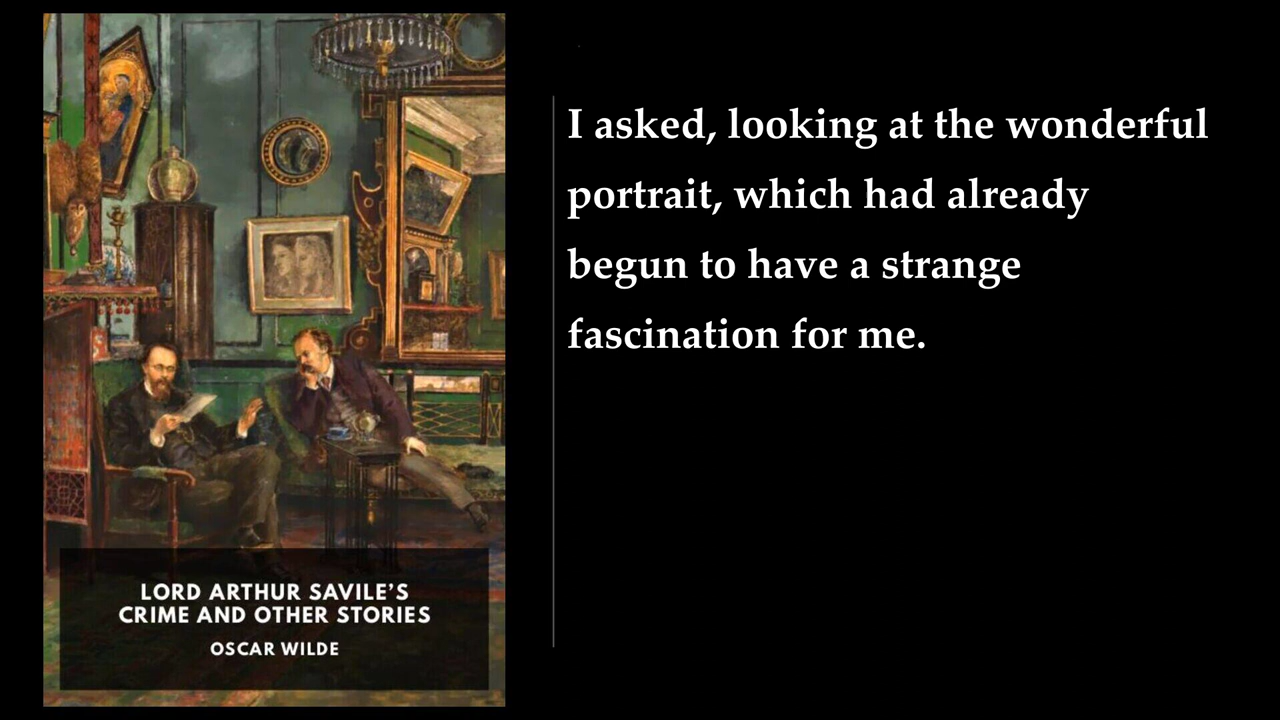 I asked, looking at the wonderful
portrait, which had already
begun to have a strange
fascination for me.
LORD ARTHUR SAVILE’S
CRIME AND OTHER STORIES
OSCAR WILDE